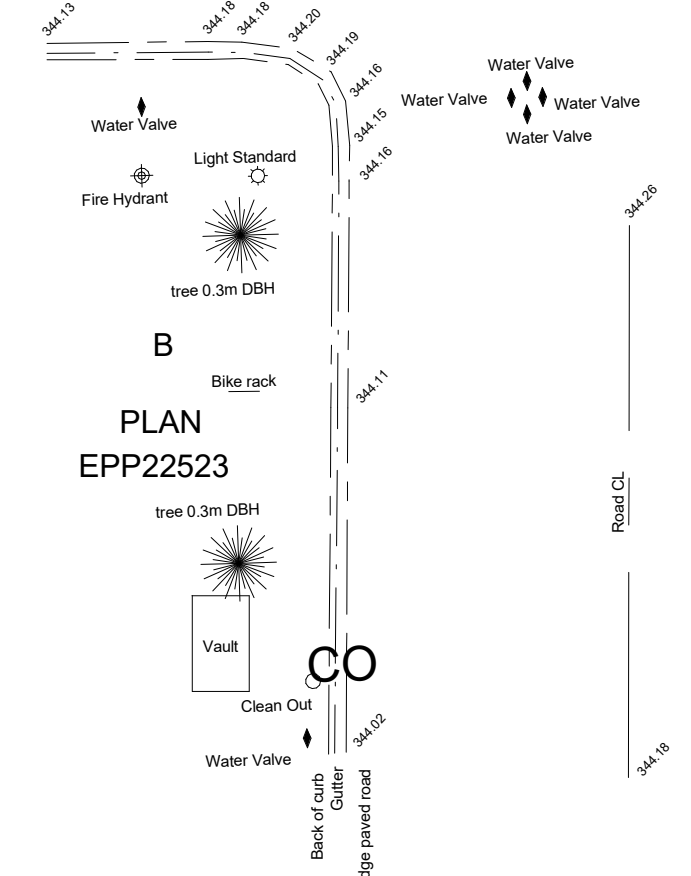 344.13
344.18
344.18
344.20
344.19
344.16
344.15
344.16
Water Valve
Water Valve
Water Valve
Water Valve
Water Valve
Light Standard
Fire Hydrant
344.26
tree 0.3m DBH
B
Bike rack
344.11
PLAN
EPP22523
Road CL
tree 0.3m DBH
Vault
CO
Clean Out
344.02
Water Valve
344.18
Back of curb
Gutter
dge paved road